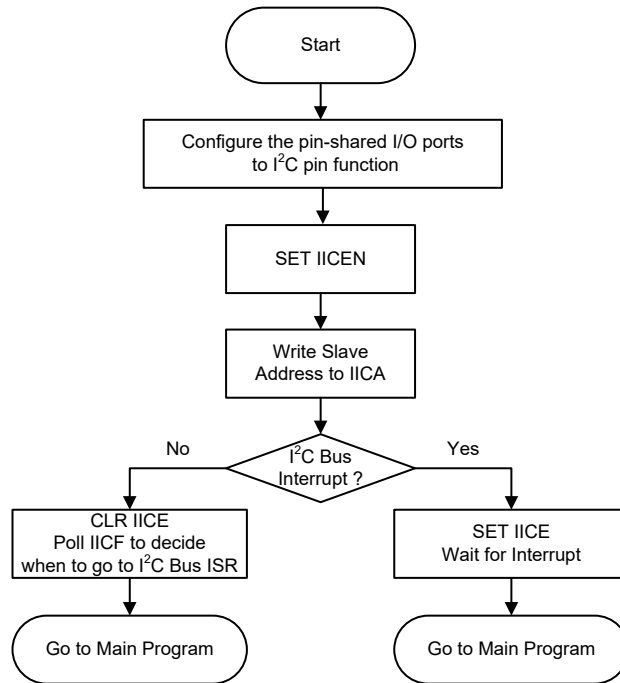 Start
Configure the pin-shared I/O ports
to I²C pin function
SET IICEN
Write Slave
Address to IICA
I²C Bus
Interrupt ?
No
Yes
CLR IICE
Poll IICF to decide
when to go to I²C Bus ISR
SET IICE
Wait for Interrupt
Go to Main Program
Go to Main Program